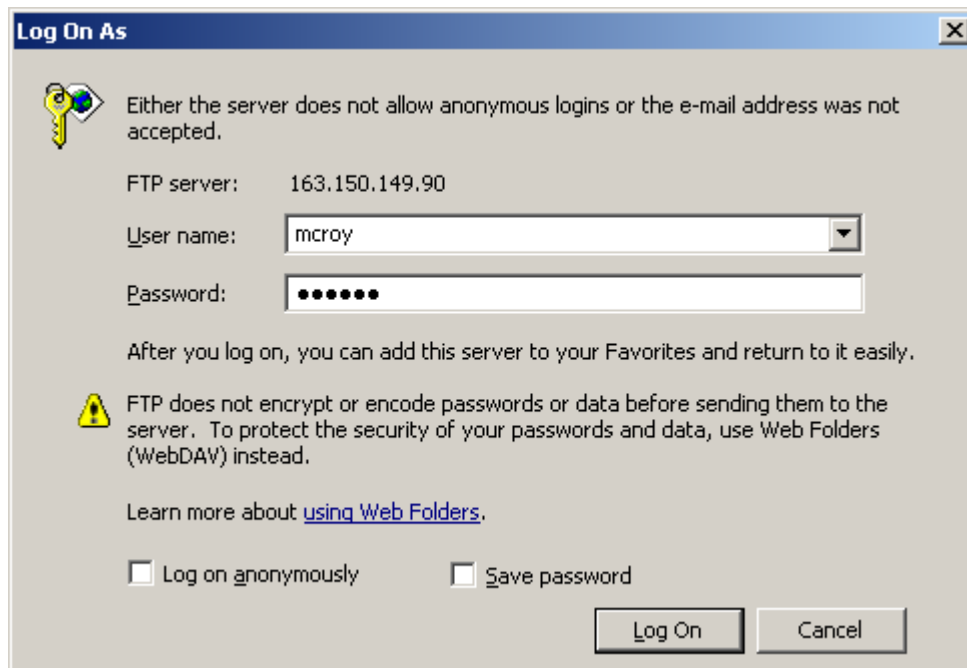 Log On As
Either the server does not allow anonymous logins or the e-mail address was not
accepted.
FTP server: 163.150.149.90
User name: mcroy
Password: ●●●●●●
After you log on, you can add this server to your Favorites and return to it easily.
FTP does not encrypt or encode passwords or data before sending them to the
server. To protect the security of your passwords and data, use Web Folders
(WebDAV) instead.
Learn more about using Web Folders.
Log on anonymously Save password
Log On Cancel